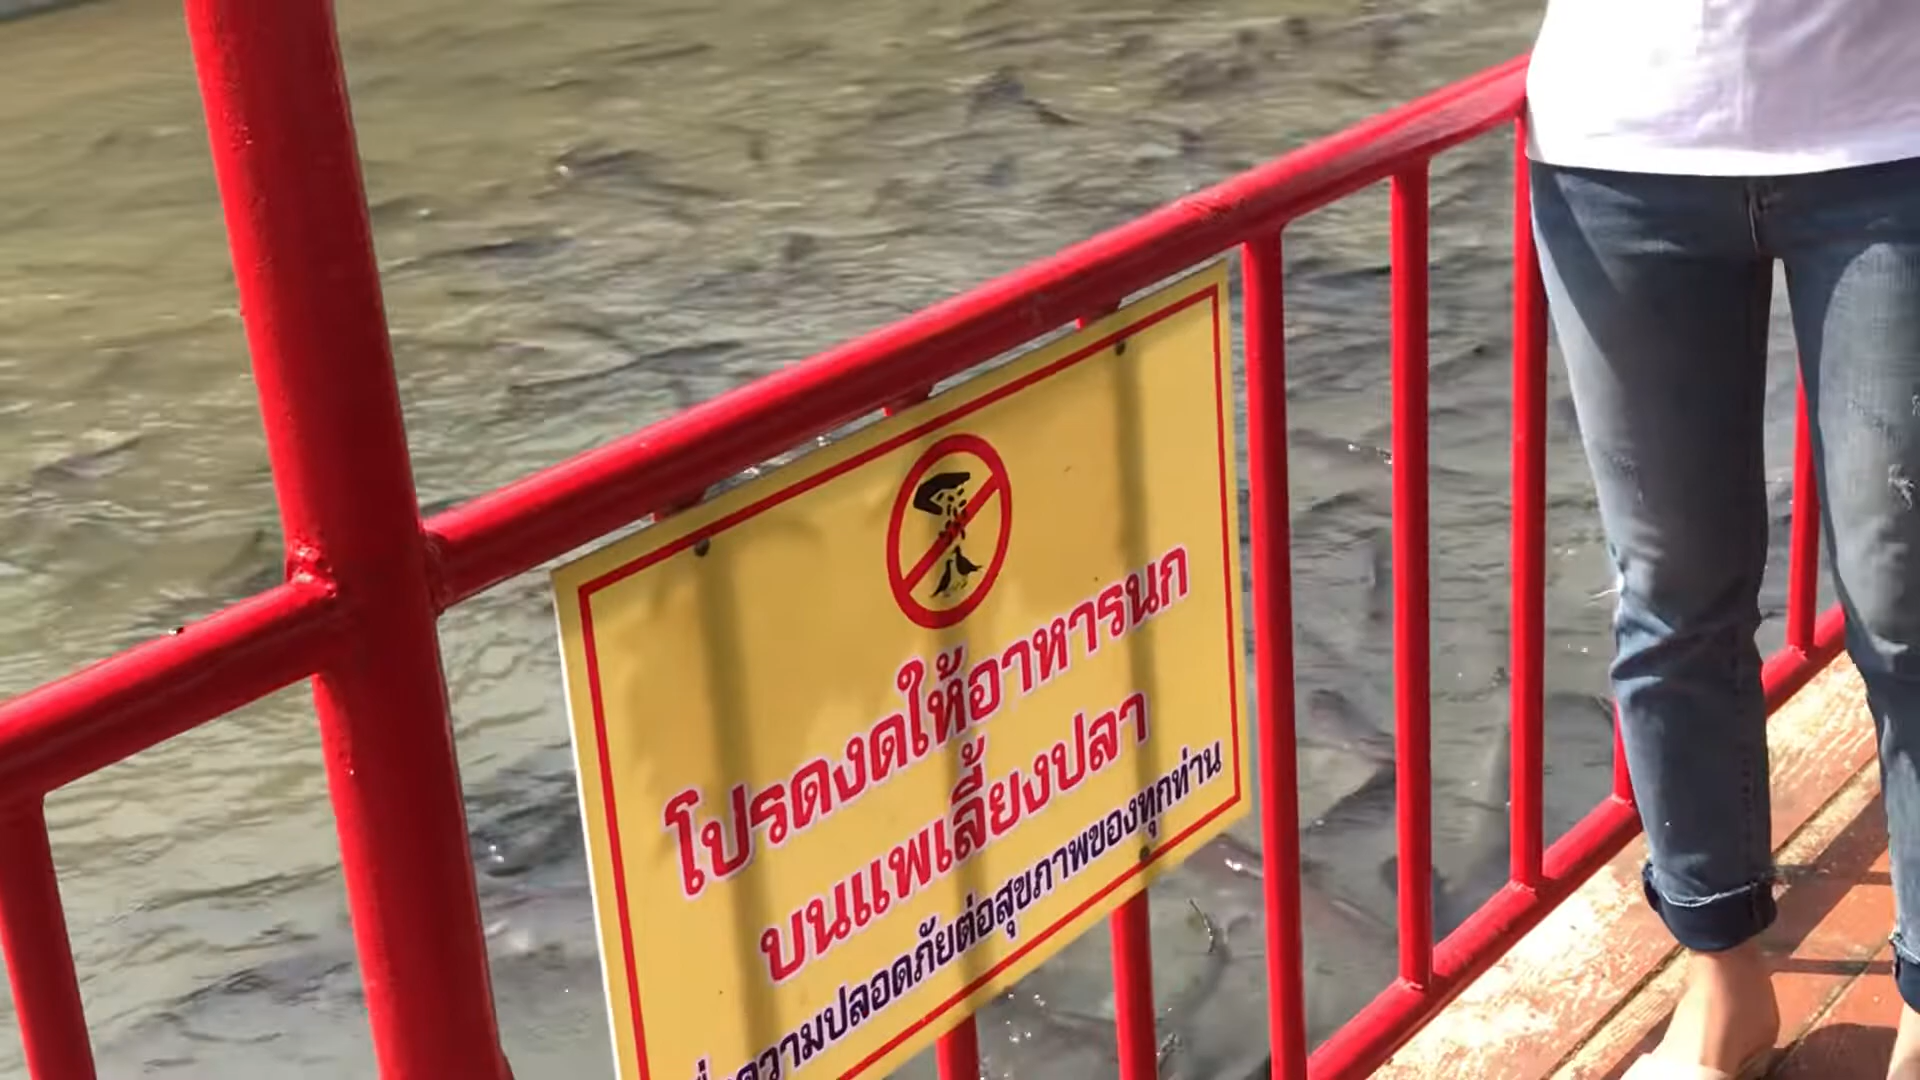 โปรดงดให้อาหารนก
บนแพเลี้ยงปลา
ความปลอดภัยต่อสุขภาพของทุกท่าน